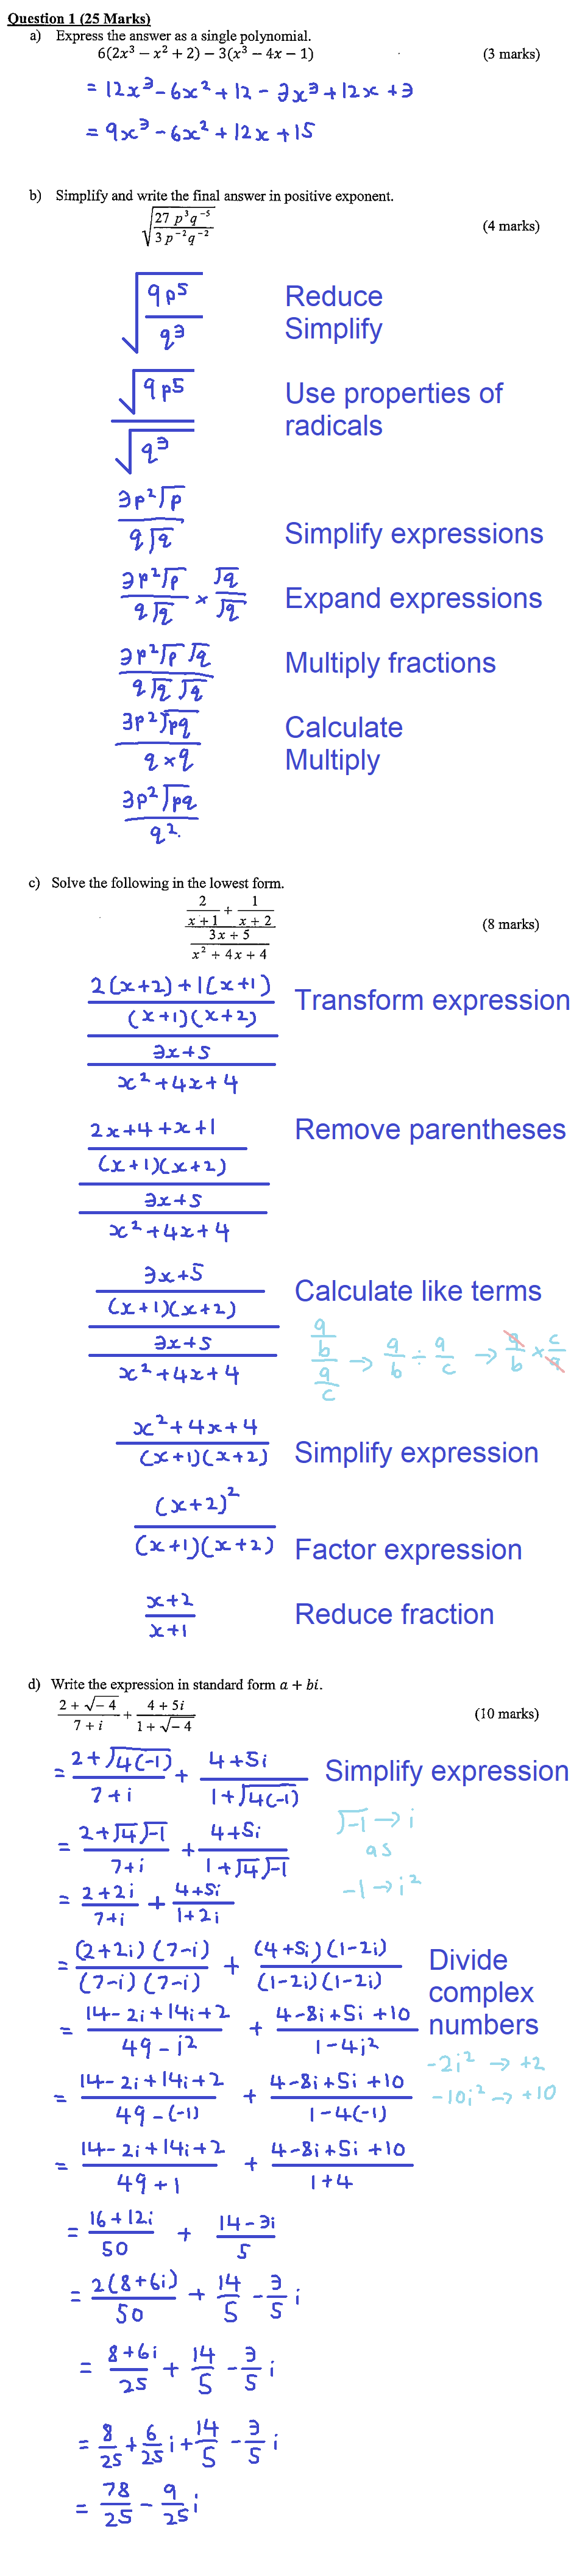 Question 1 (25 Marks)
a) Express the answer as a single polynomial.
6(2x³ − x² + 2) − 3(x³ − 4x − 1) (3 marks)
= 12x³ - 6x² + 12 - 3x³ + 12x + 3
= 9x³ - 6x² + 12x + 15
b) Simplify and write the final answer in positive exponent.
√(27 p³q⁻⁵ / 3 p⁻²q⁻²) (4 marks)
√(9p⁵ / q³) Reduce
Simplify
√9p⁵ / √q³ Use properties of
radicals
3p²√p / q√q Simplify expressions
3p²√p / q√q × √q / √q Expand expressions
3p²√p √q / q√q √q Multiply fractions
3p²√pq / q × q Calculate
Multiply
3p²√pq / q².
c) Solve the following in the lowest form.
(2 / (x + 1) + 1 / (x + 2)) / ((3x + 5) / (x² + 4x + 4)) (8 marks)
((2(x+2) + 1(x+1)) / ((x+1)(x+2))) / ((3x+5) / (x² + 4x + 4)) Transform expression
((2x+4+x+1) / ((x+1)(x+2))) / ((3x+5) / (x² + 4x + 4)) Remove parentheses
((3x+5) / ((x+1)(x+2))) / ((3x+5) / (x² + 4x + 4)) Calculate like terms
(a/b) / (a/c) → a/b ÷ a/c → a/b × c/a
(x² + 4x + 4) / ((x+1)(x+2)) Simplify expression
(x+2)² / ((x+1)(x+2)) Factor expression
(x+2) / (x+1) Reduce fraction
d) Write the expression in standard form a + bi.
(2 + √−4) / (7 + i) + (4 + 5i) / (1 + √−4) (10 marks)
= (2 + √4(-1)) / (7+i) + (4+5i) / (1+√4(-1)) Simplify expression
√-1 → i
as
-1 → i²
= (2+√4√-1) / (7+i) + (4+5i) / (1+√4√-1)
= (2+2i) / (7+i) + (4+5i) / (1+2i)
= (2+2i)(7-i) / (7-i)(7-i) + (4+5i)(1-2i) / (1-2i)(1-2i) Divide
complex
numbers
= (14-2i+14i+2) / (49-i²) + (4-8i+5i+10) / (1-4i²)
-2i² → +2
-10i² → +10
= (14-2i+14i+2) / (49-(-1)) + (4-8i+5i+10) / (1-4(-1))
= (14-2i+14i+2) / (49+1) + (4-8i+5i+10) / (1+4)
= (16+12i) / 50 + (14-3i) / 5
= 2(8+6i) / 50 + 14/5 - 3/5 i
= (8+6i) / 25 + 14/5 - 3/5 i
= 8/25 + 6/25 i + 14/5 - 3/5 i
= 78/25 - 9/25 i